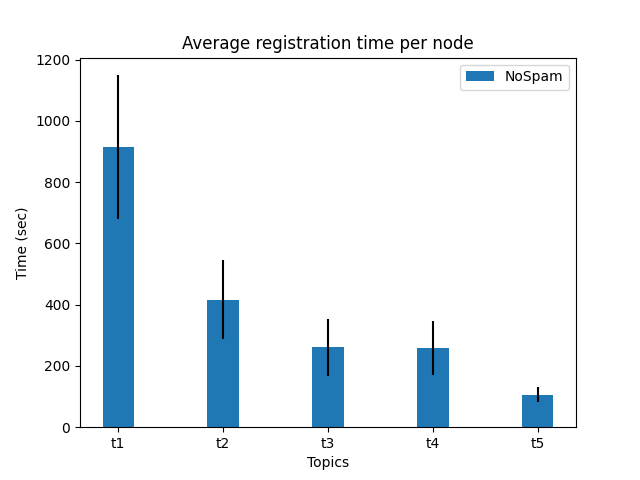 Average registration time per node
NoSpam
1200
1000
800
600
400
200
0
Time (sec)
t1 t2 t3 t4 t5
Topics